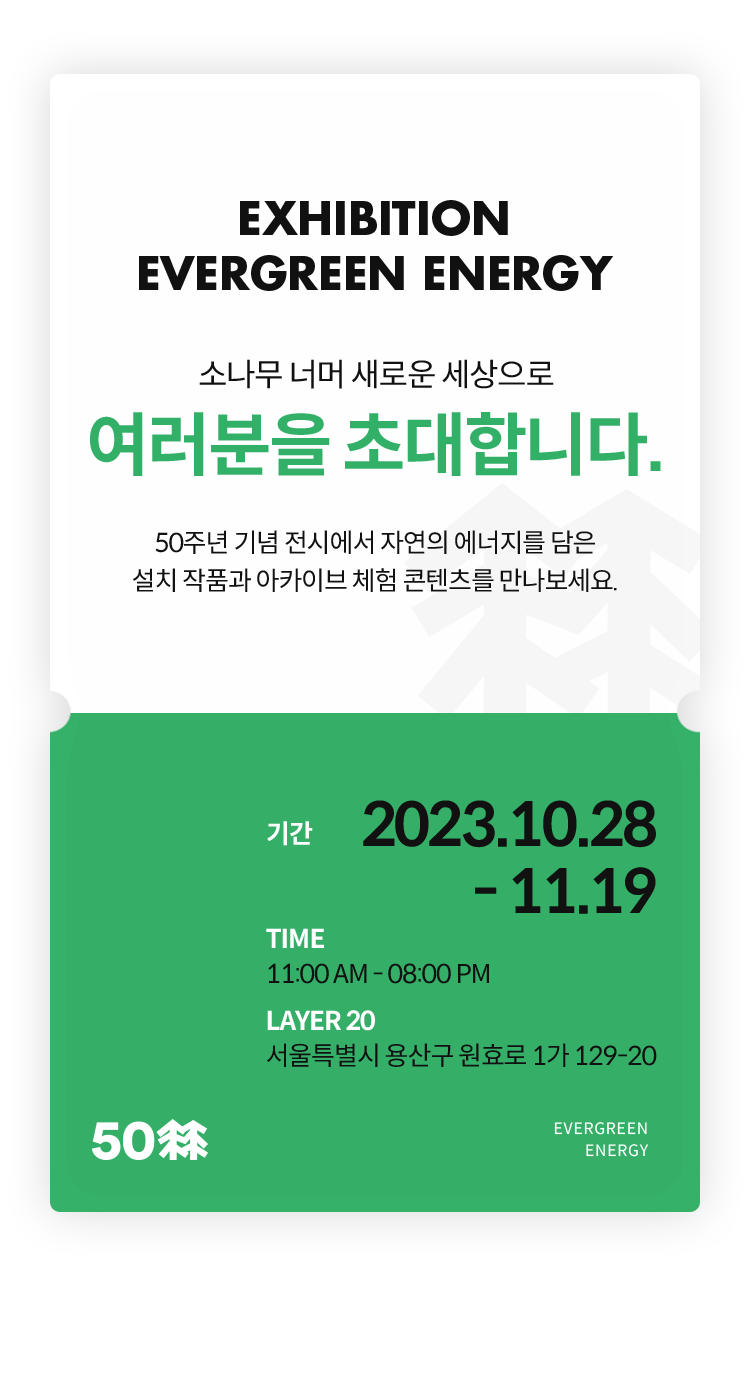 EXHIBITION
EVERGREEN ENERGY
소나무 너머 새로운 세상으로
여러분을 초대합니다.
50주년 기념 전시에서 자연의 에너지를 담은
설치 작품과 아카이브 체험 콘텐츠를 만나보세요.
기간 2023.10.28
- 11.19
TIME
11:00 AM - 08:00 PM
LAYER 20
서울특별시 용산구 원효로 1가 129-20
50
EVERGREEN
ENERGY